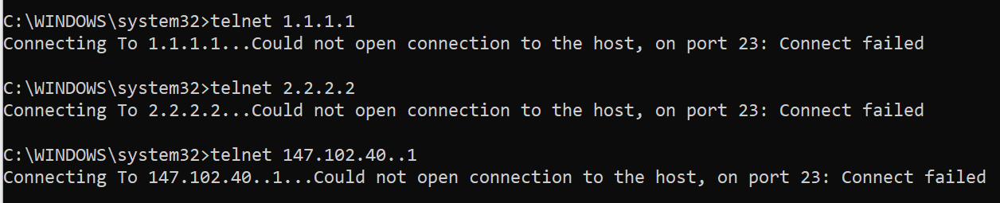 C:\WINDOWS\system32>telnet 1.1.1.1
Connecting To 1.1.1.1...Could not open connection to the host, on port 23: Connect failed
C:\WINDOWS\system32>telnet 2.2.2.2
Connecting To 2.2.2.2...Could not open connection to the host, on port 23: Connect failed
C:\WINDOWS\system32>telnet 147.102.40..1
Connecting To 147.102.40..1...Could not open connection to the host, on port 23: Connect failed